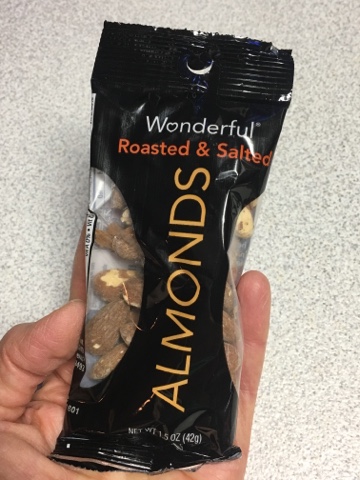 Wonderful®
Roasted & Salted
ALMONDS
NET WT 1.5 OZ (42g)